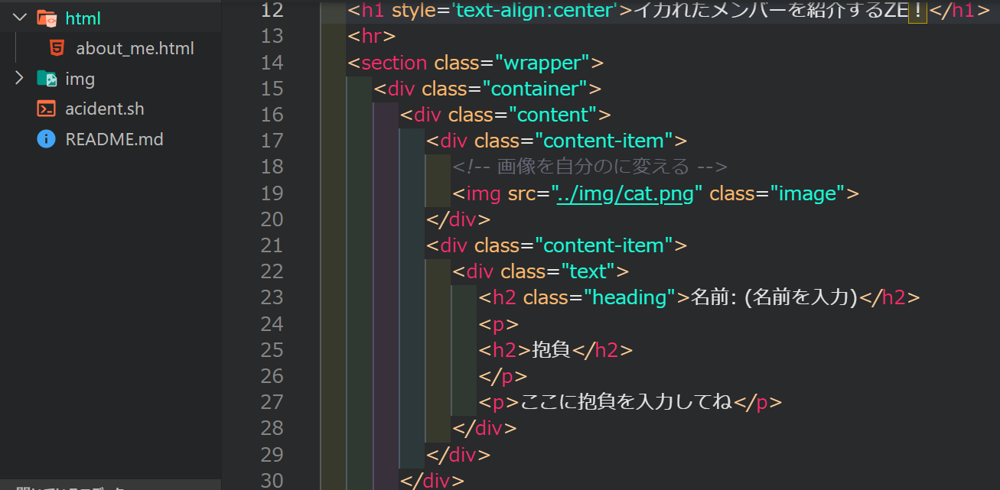 html
about_me.html
img
acident.sh
README.md
12 <h1 style='text-align:center'>イカれたメンバーを紹介するZE！</h1>
13 <hr>
14 <section class="wrapper">
15 <div class="container">
16 <div class="content">
17 <div class="content-item">
18 <!-- 画像を自分のに変える -->
19 <img src="../img/cat.png" class="image">
20 </div>
21 <div class="content-item">
22 <div class="text">
23 <h2 class="heading">名前: (名前を入力)</h2>
24 <p>
25 <h2>抱負</h2>
26 </p>
27 <p>ここに抱負を入力してね</p>
28 </div>
29 </div>
30 </div>